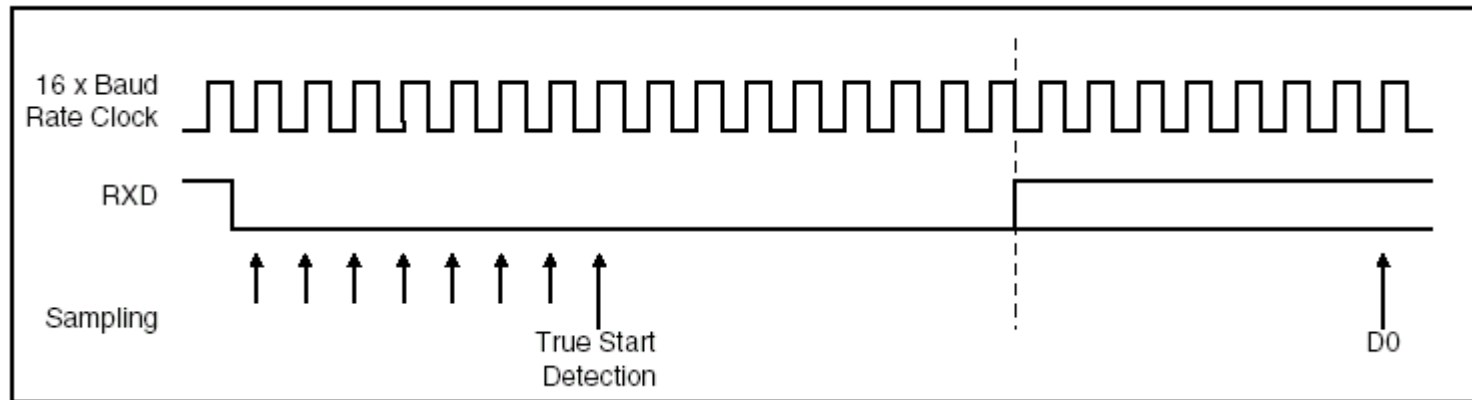 16 x Baud
Rate Clock
RXD
Sampling
True Start
Detection
D0